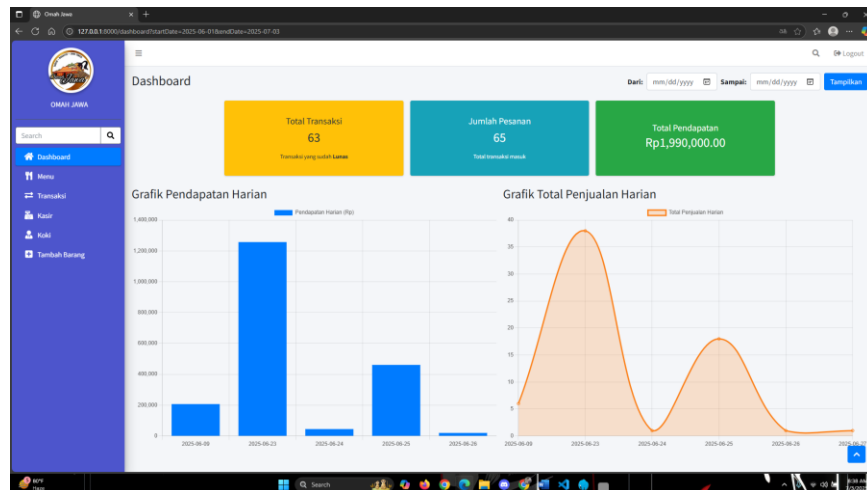 Omah Jawa
127.0.0.1:8000/dashboard?startDate=2025-06-01&endDate=2025-07-03
Logout
OMAH JAWA
Dashboard
Dari: mm/dd/yyyy Sampai: mm/dd/yyyy Tampilkan
Search
Dashboard
Menu
Transaksi
Kasir
Koki
Tambah Barang
Total Transaksi
63
Transaksi yang sudah Lunas
Jumlah Pesanan
65
Total transaksi masuk
Total Pendapatan
Rp1,990,000.00
Grafik Pendapatan Harian
Pendapatan Harian (Rp)
1,400,000
1,200,000
1,000,000
800,000
600,000
400,000
200,000
0
2025-06-09 2025-06-23 2025-06-24 2025-06-25 2025-06-26
Grafik Total Penjualan Harian
Total Penjualan Harian
40
35
30
25
20
15
10
5
0
2025-06-09 2025-06-23 2025-06-24 2025-06-25 2025-06-26 2025-06-27
80°F
Haze
Search